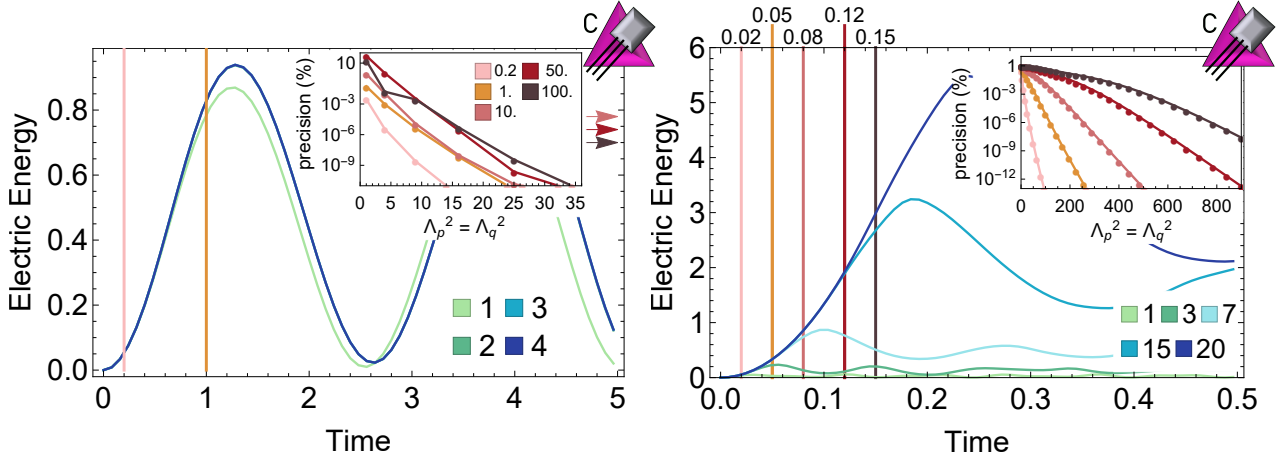 C
Electric Energy
0.8
0.6
0.4
0.2
0.0
0 1 2 3 4 5
Time
1 3
2 4
precision (%)
10
10⁻³
10⁻⁶
10⁻⁹
0.2 50.
1. 100.
10.
0 5 10 15 20 25 30 35
Λₚ² = Λ_q²
C
0.05 0.12
0.02 0.08 0.15
Electric Energy
6
5
4
3
2
1
0
0.0 0.1 0.2 0.3 0.4 0.5
Time
1 3 7
15 20
precision (%)
1
10⁻³
10⁻⁶
10⁻⁹
10⁻¹²
0 200 400 600 800
Λₚ² = Λ_q²